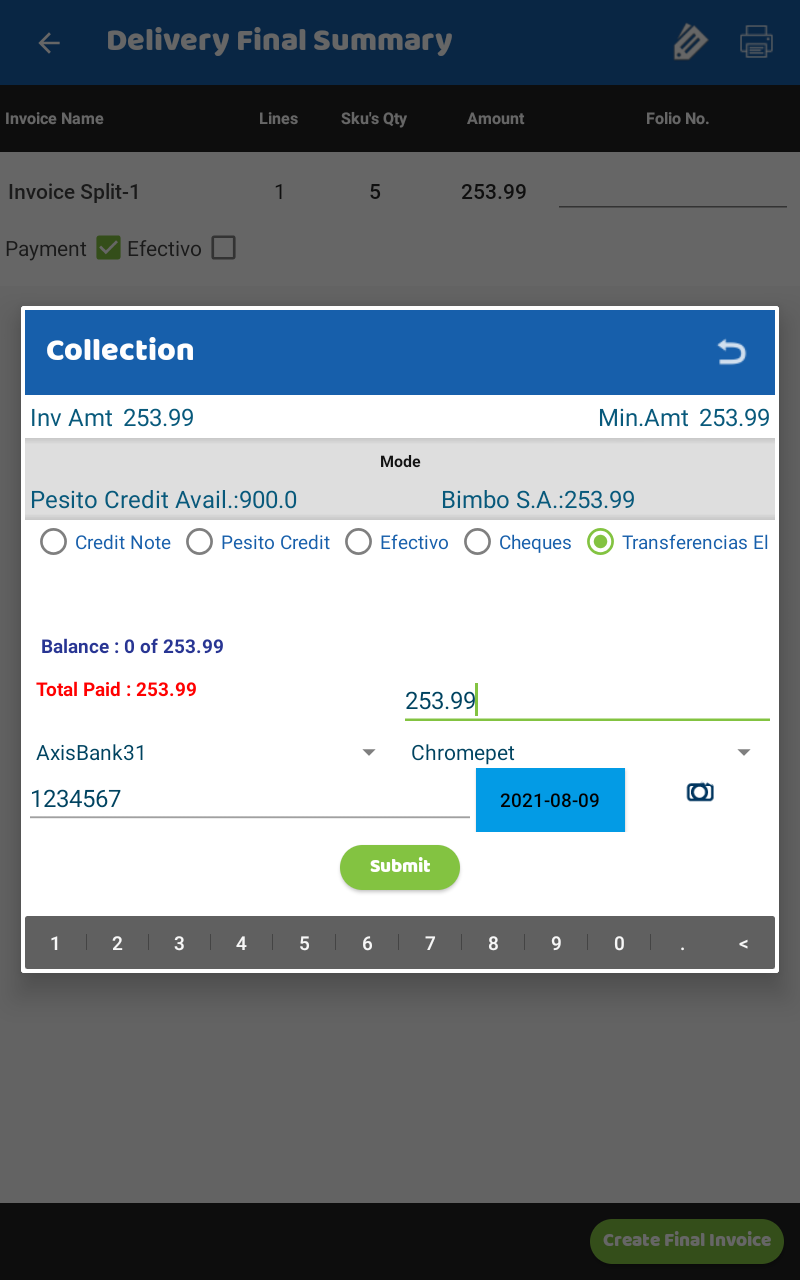 Delivery Final Summary
Invoice Name Lines Sku's Qty Amount Folio No.
Invoice Split-1 1 5 253.99
Payment Efectivo
Collection
Inv Amt 253.99 Min.Amt 253.99
Mode
Pesito Credit Avail.:900.0 Bimbo S.A.:253.99
Credit Note Pesito Credit Efectivo Cheques Transferencias El
Balance : 0 of 253.99
Total Paid : 253.99
253.99
AxisBank31 Chromepet
1234567 2021-08-09
Submit
1 2 3 4 5 6 7 8 9 0 . <
Create Final Invoice